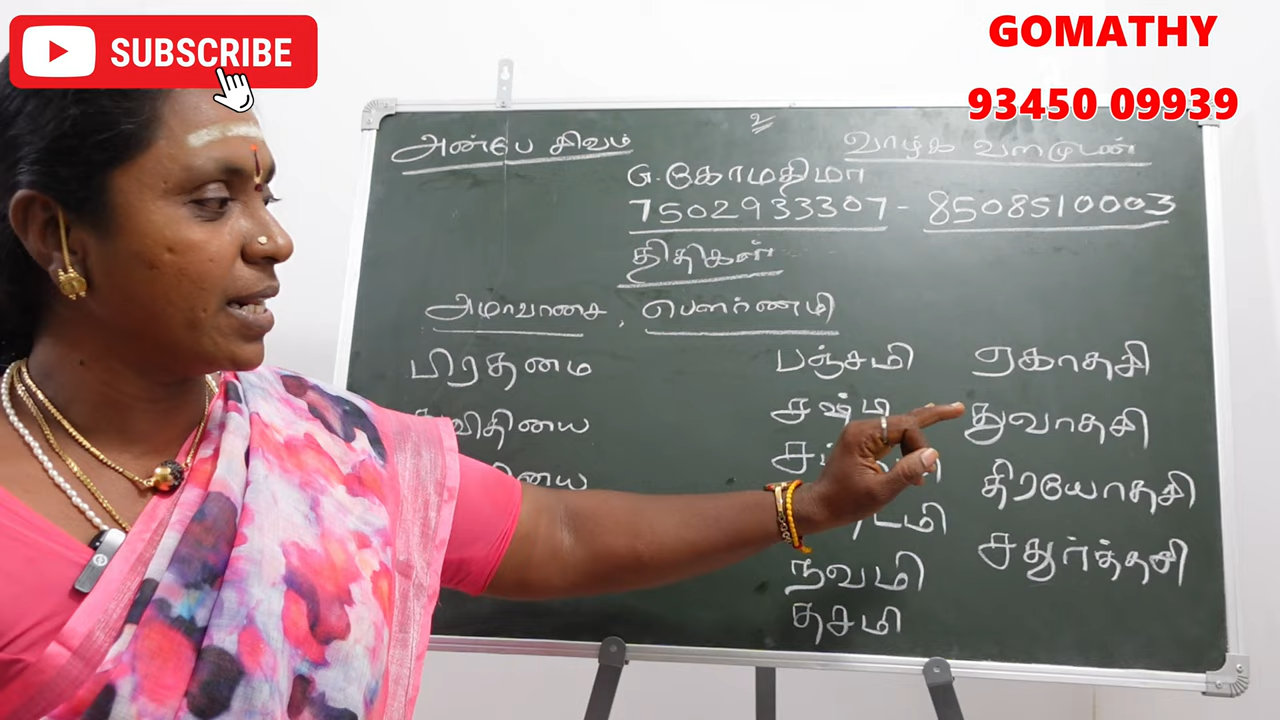 SUBSCRIBE
GOMATHY
93450 09939
அன்பே சிவம்
உ
வாழ்க வளமுடன்
G.கோமதிமா
7502933307 - 8508510003
திதிகள்
அமாவாசை, பௌர்ணமி
பிரதமை
பஞ்சமி
நவமி
தசமி
ஏகாதசி
துவாதசி
திரயோதசி
சதுர்த்தசி